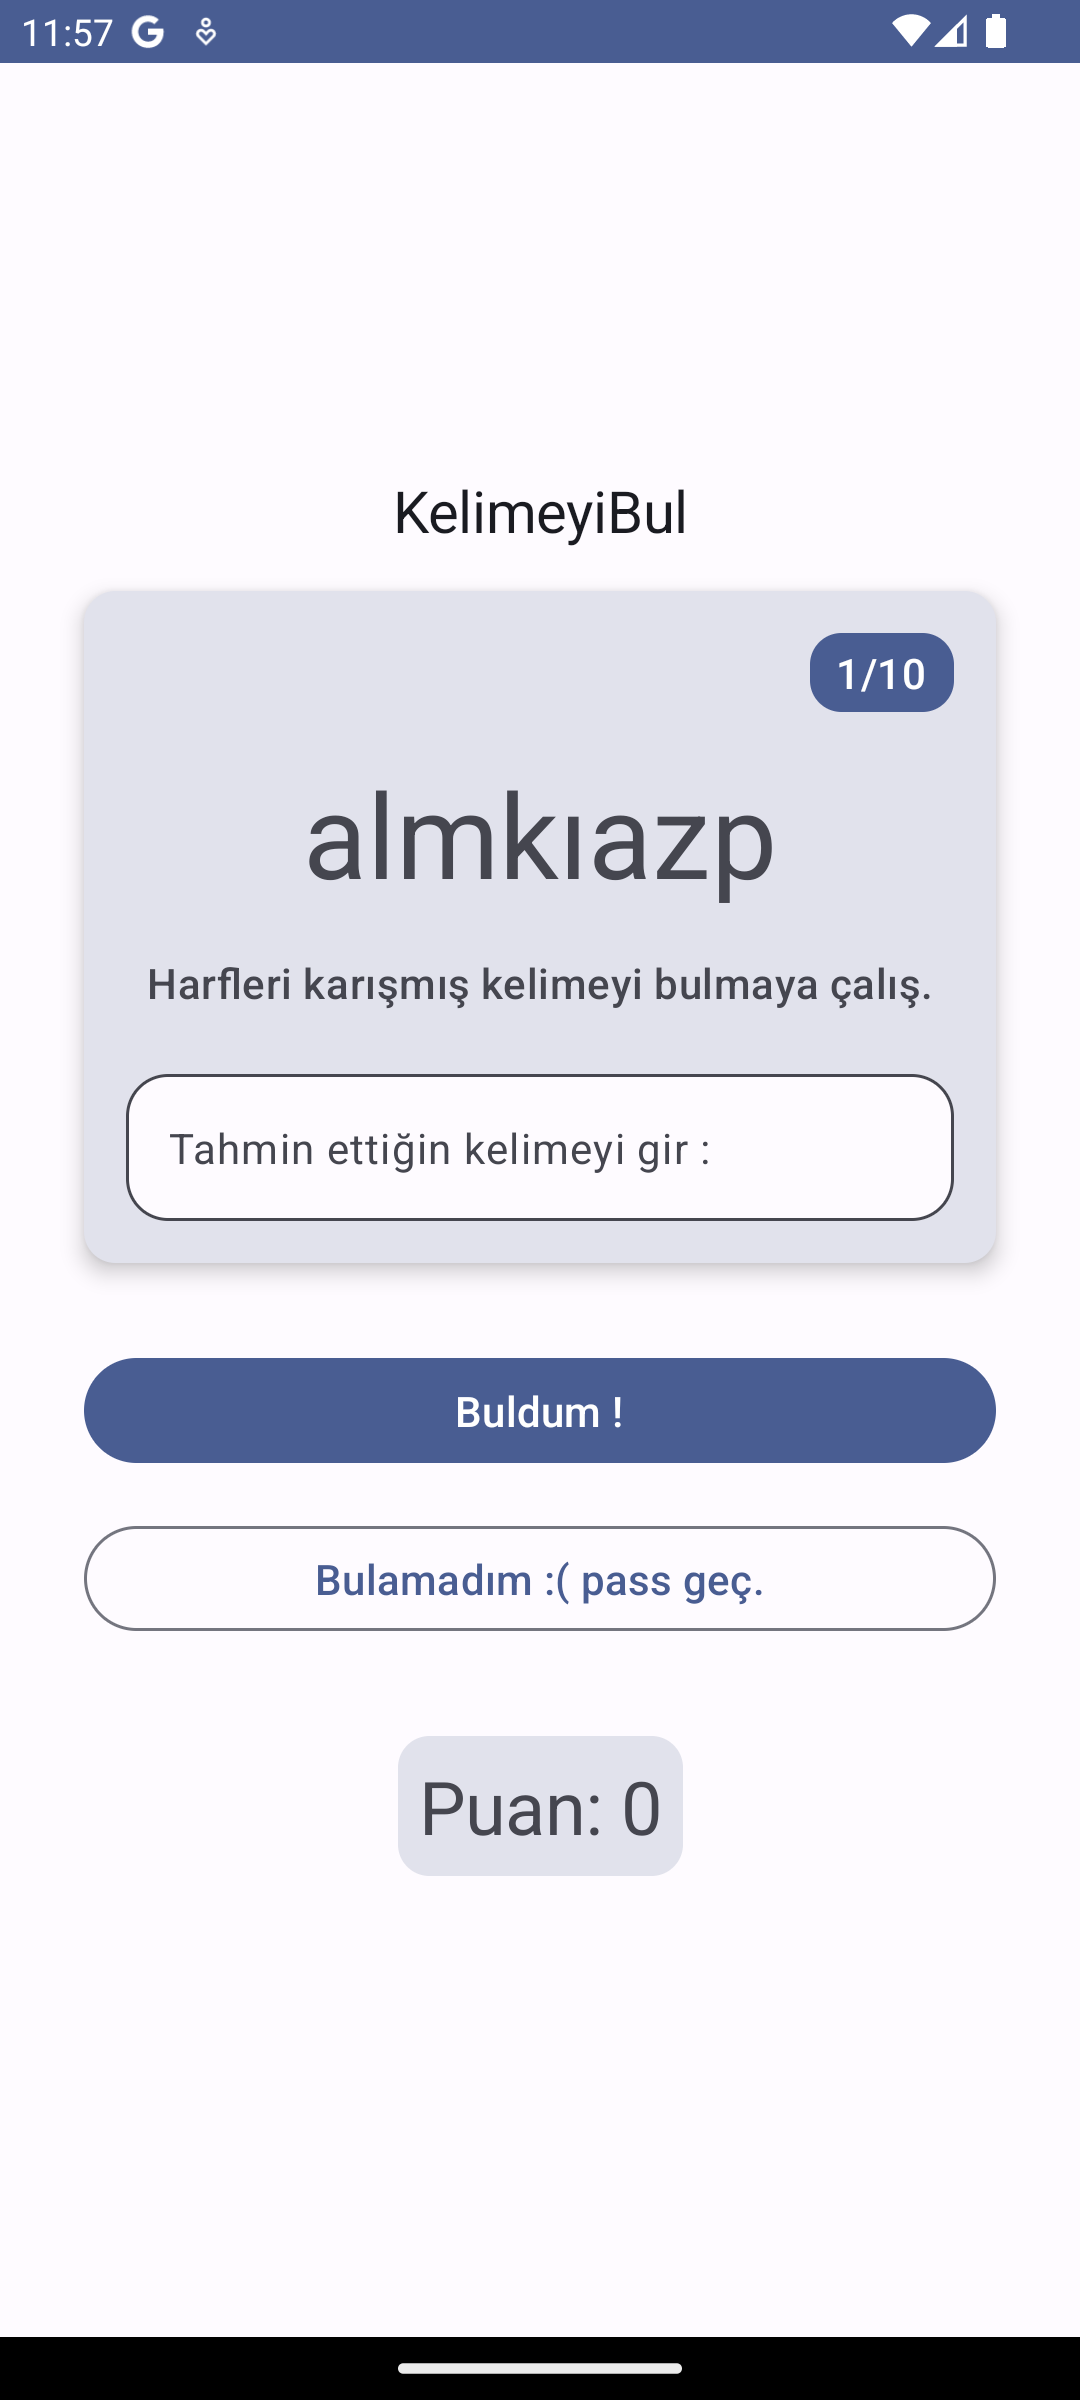 11:57
KelimeyiBul
1/10
almkıazp
Harfleri karışmış kelimeyi bulmaya çalış.
Tahmin ettiğin kelimeyi gir :
Buldum !
Bulamadım :( pass geç.
Puan: 0